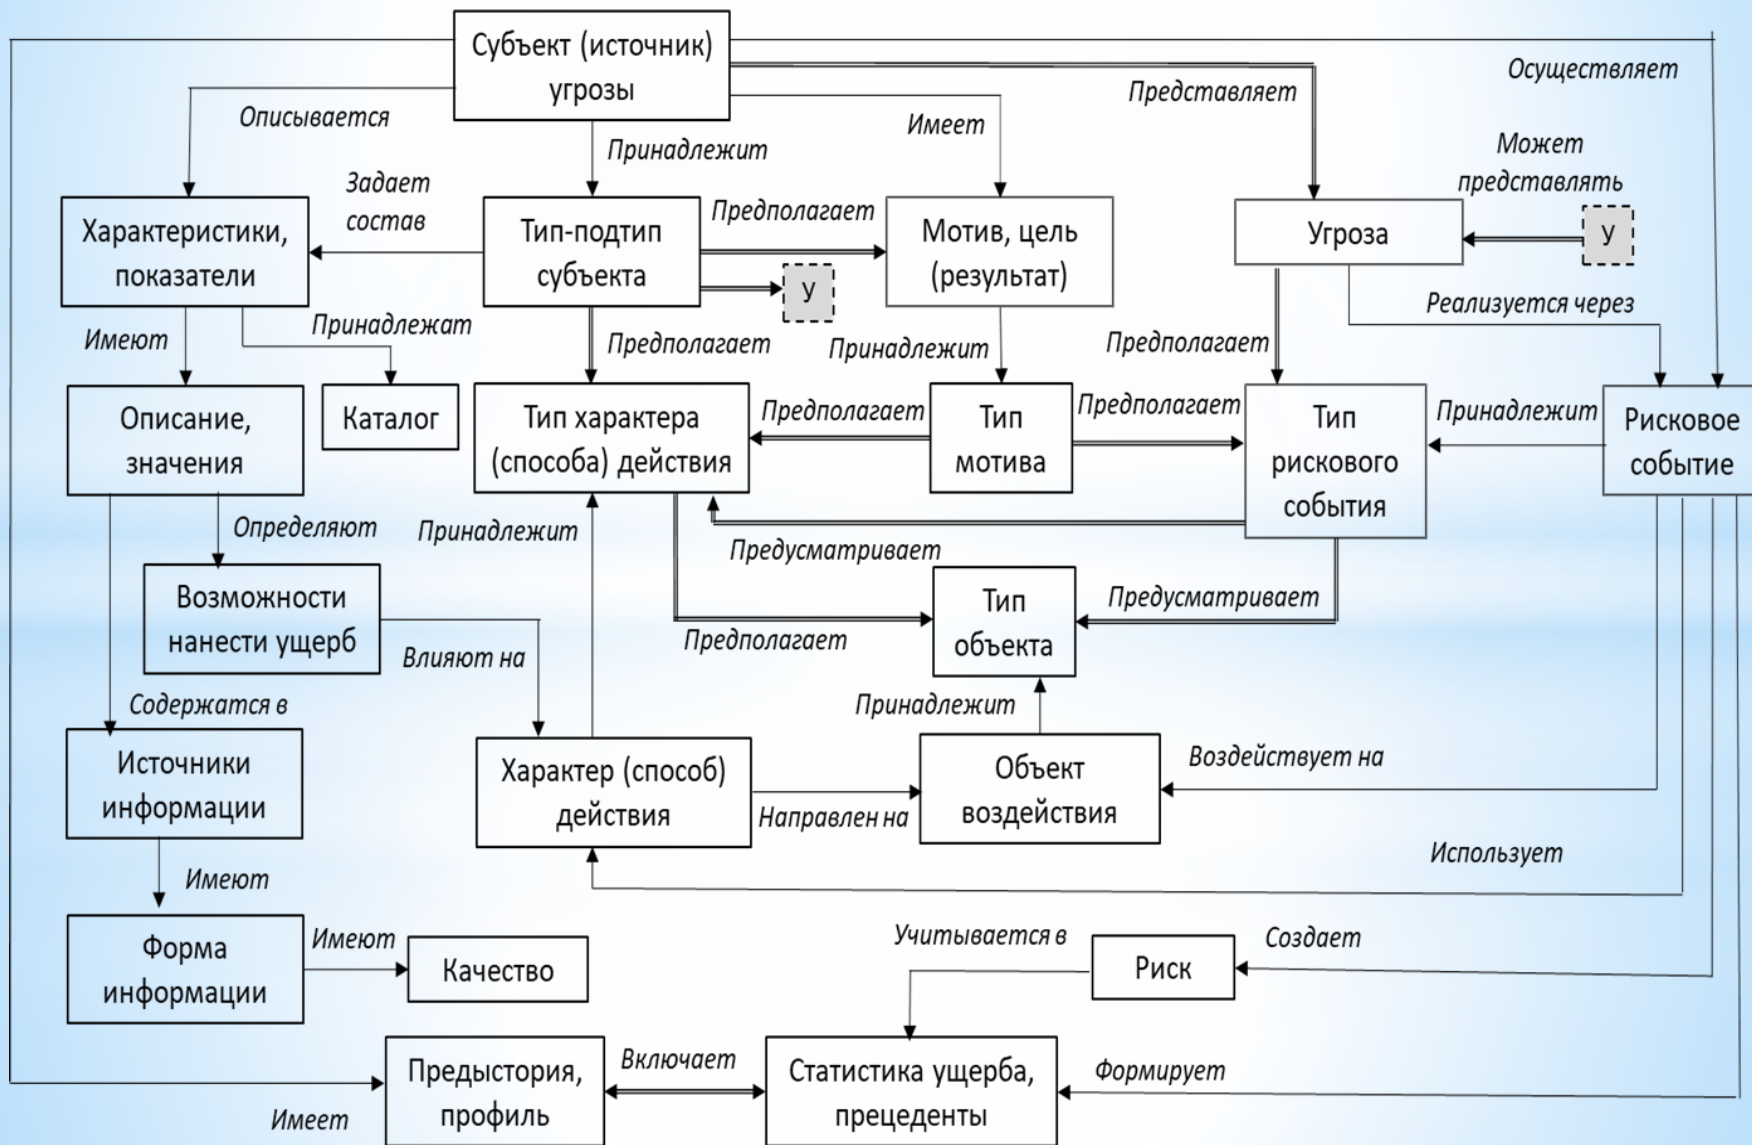 Субъект (источник)
угрозы
Осуществляет
Представляет
Описывается
Имеет
Принадлежит
Может
представлять
Задает
состав
Характеристики,
показатели
Тип-подтип
субъекта
Предполагает
Мотив, цель
(результат)
Угроза
У
У
Реализуется через
Имеют
Принадлежат
Предполагает
Принадлежит
Предполагает
Описание,
значения
Каталог
Тип характера
(способа) действия
Предполагает
Тип
мотива
Предполагает
Тип
рискового
события
Принадлежит
Рисковое
событие
Определяют
Принадлежит
Предусматривает
Возможности
нанести ущерб
Влияют на
Предполагает
Тип
объекта
Предусматривает
Содержатся в
Принадлежит
Источники
информации
Характер (способ)
действия
Направлен на
Объект
воздействия
Воздействует на
Использует
Имеют
Форма
информации
Имеют
Качество
Учитывается в
Риск
Создает
Имеет
Предыстория,
профиль
Включает
Статистика ущерба,
прецеденты
Формирует